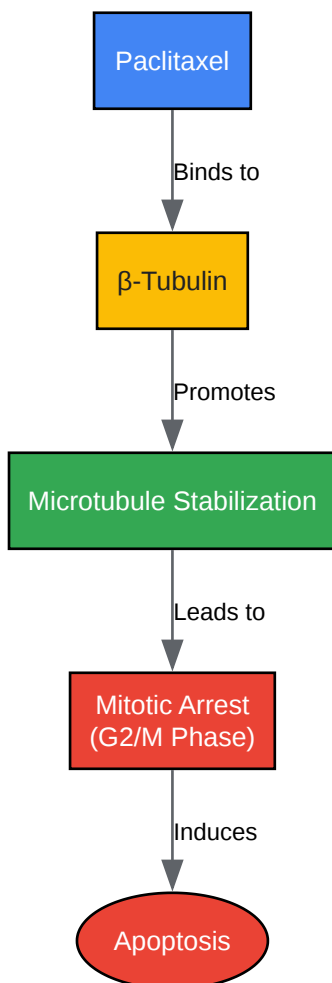 Paclitaxel
Binds to
β-Tubulin
Promotes
Microtubule Stabilization
Leads to
Mitotic Arrest
(G2/M Phase)
Induces
Apoptosis